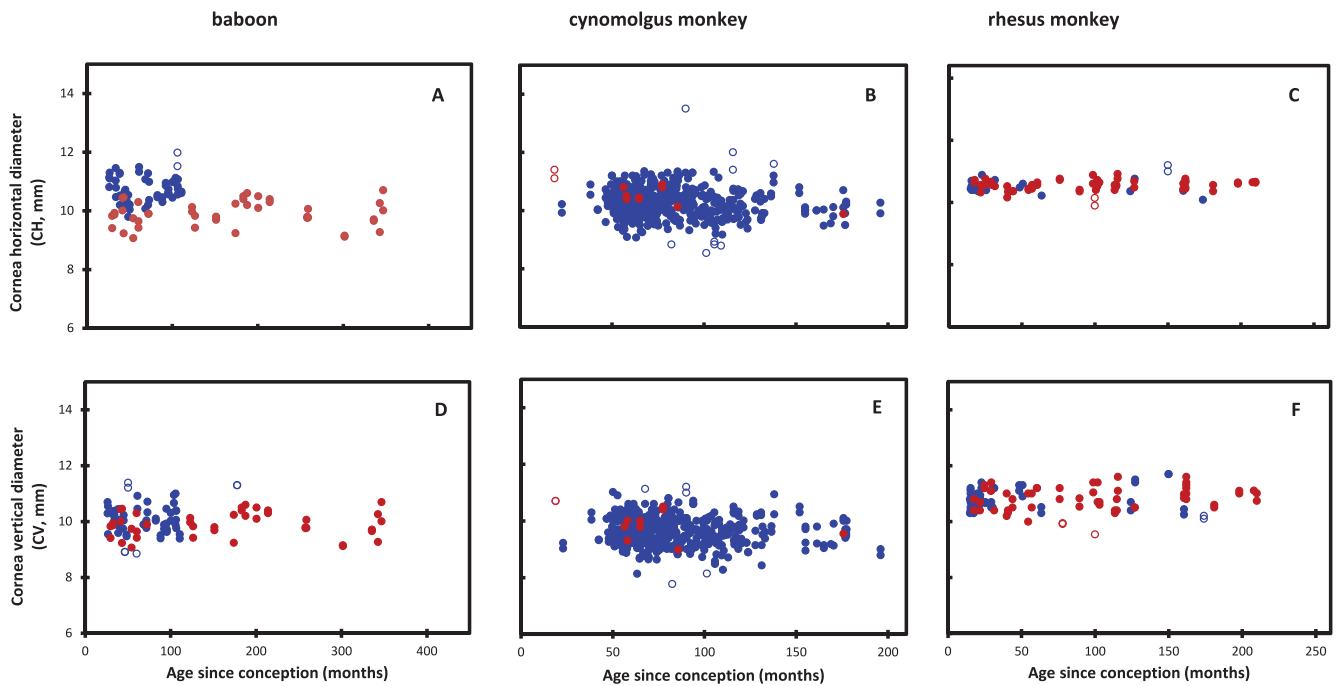 baboon
cynomolgus monkey
rhesus monkey
Cornea horizontal diameter
(CH, mm)
14
12
10
8
6
A
B
C
Cornea vertical diameter
(CV, mm)
14
12
10
8
6
D
E
F
0
100
200
300
400
0
50
100
150
200
0
50
100
150
200
250
Age since conception (months)
Age since conception (months)
Age since conception (months)